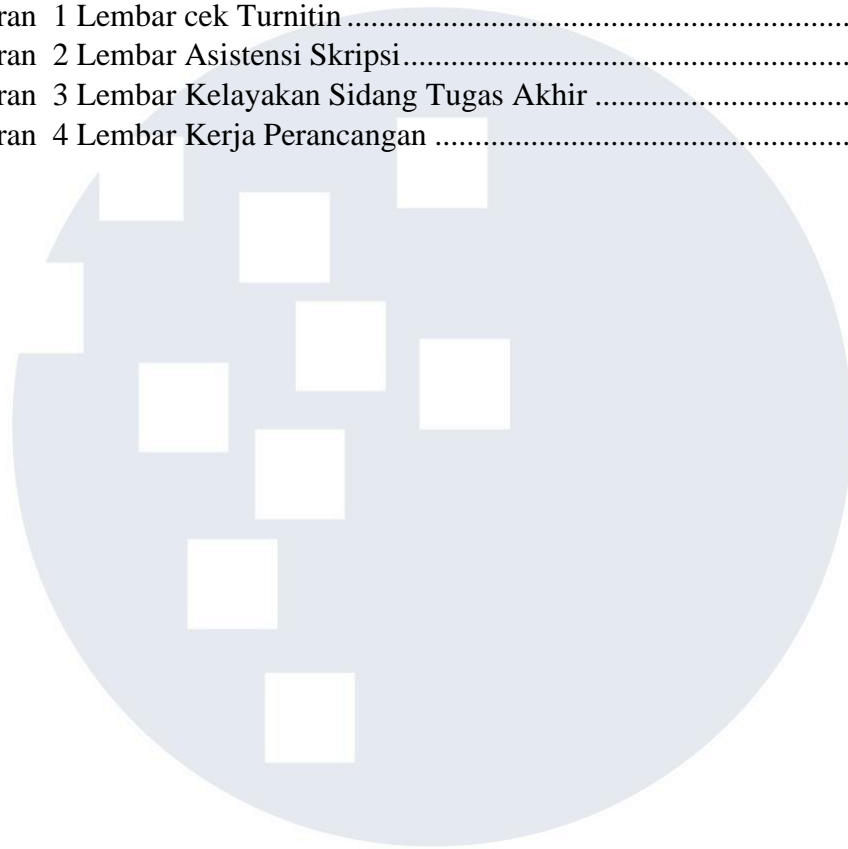 ran 1 Lembar cek Turnitin ..........................................................
ran 2 Lembar Asistensi Skripsi..................................................
ran 3 Lembar Kelayakan Sidang Tugas Akhir ............................
ran 4 Lembar Kerja Perancangan ..............................................